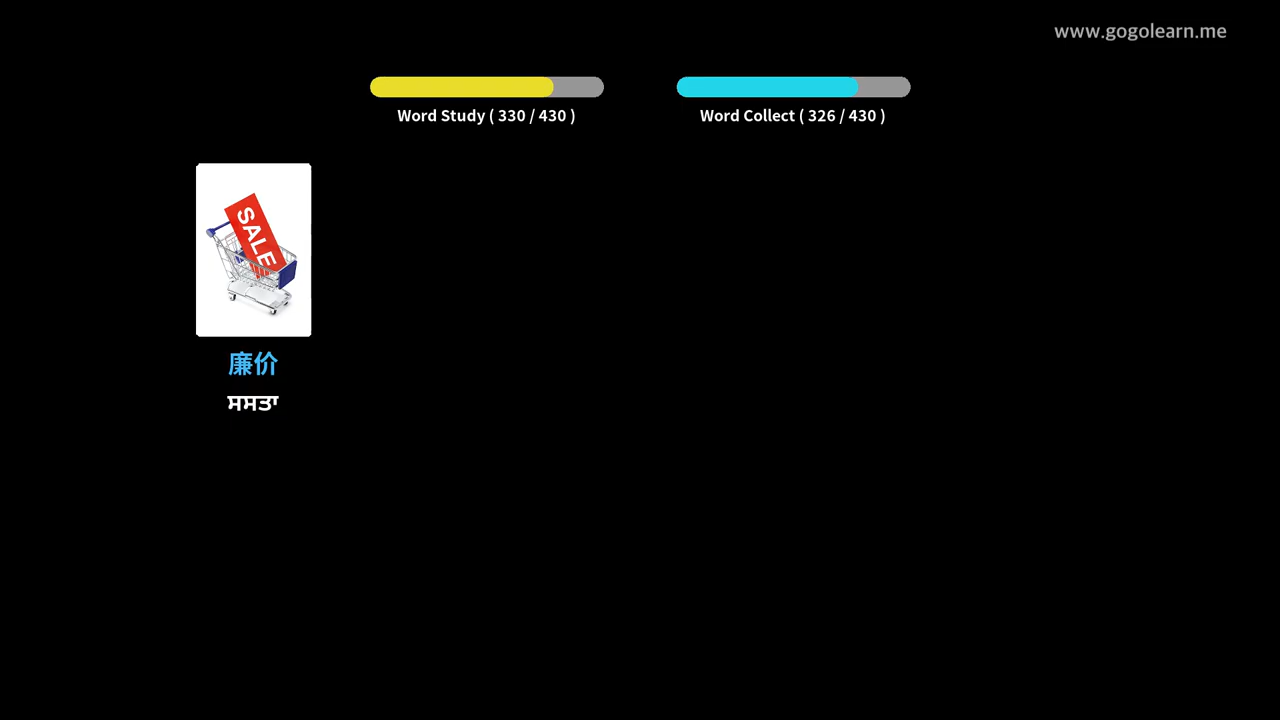 www.gogolearn.me
Word Study ( 330 / 430 )
Word Collect ( 326 / 430 )
SALE
廉价
ਸਸਤਾ